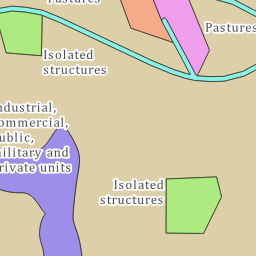 Pastures
Pastures
Isolated
structures
ndustrial,
ommercial,
ublic,
ilitary and
rivate units
Isolated
structures